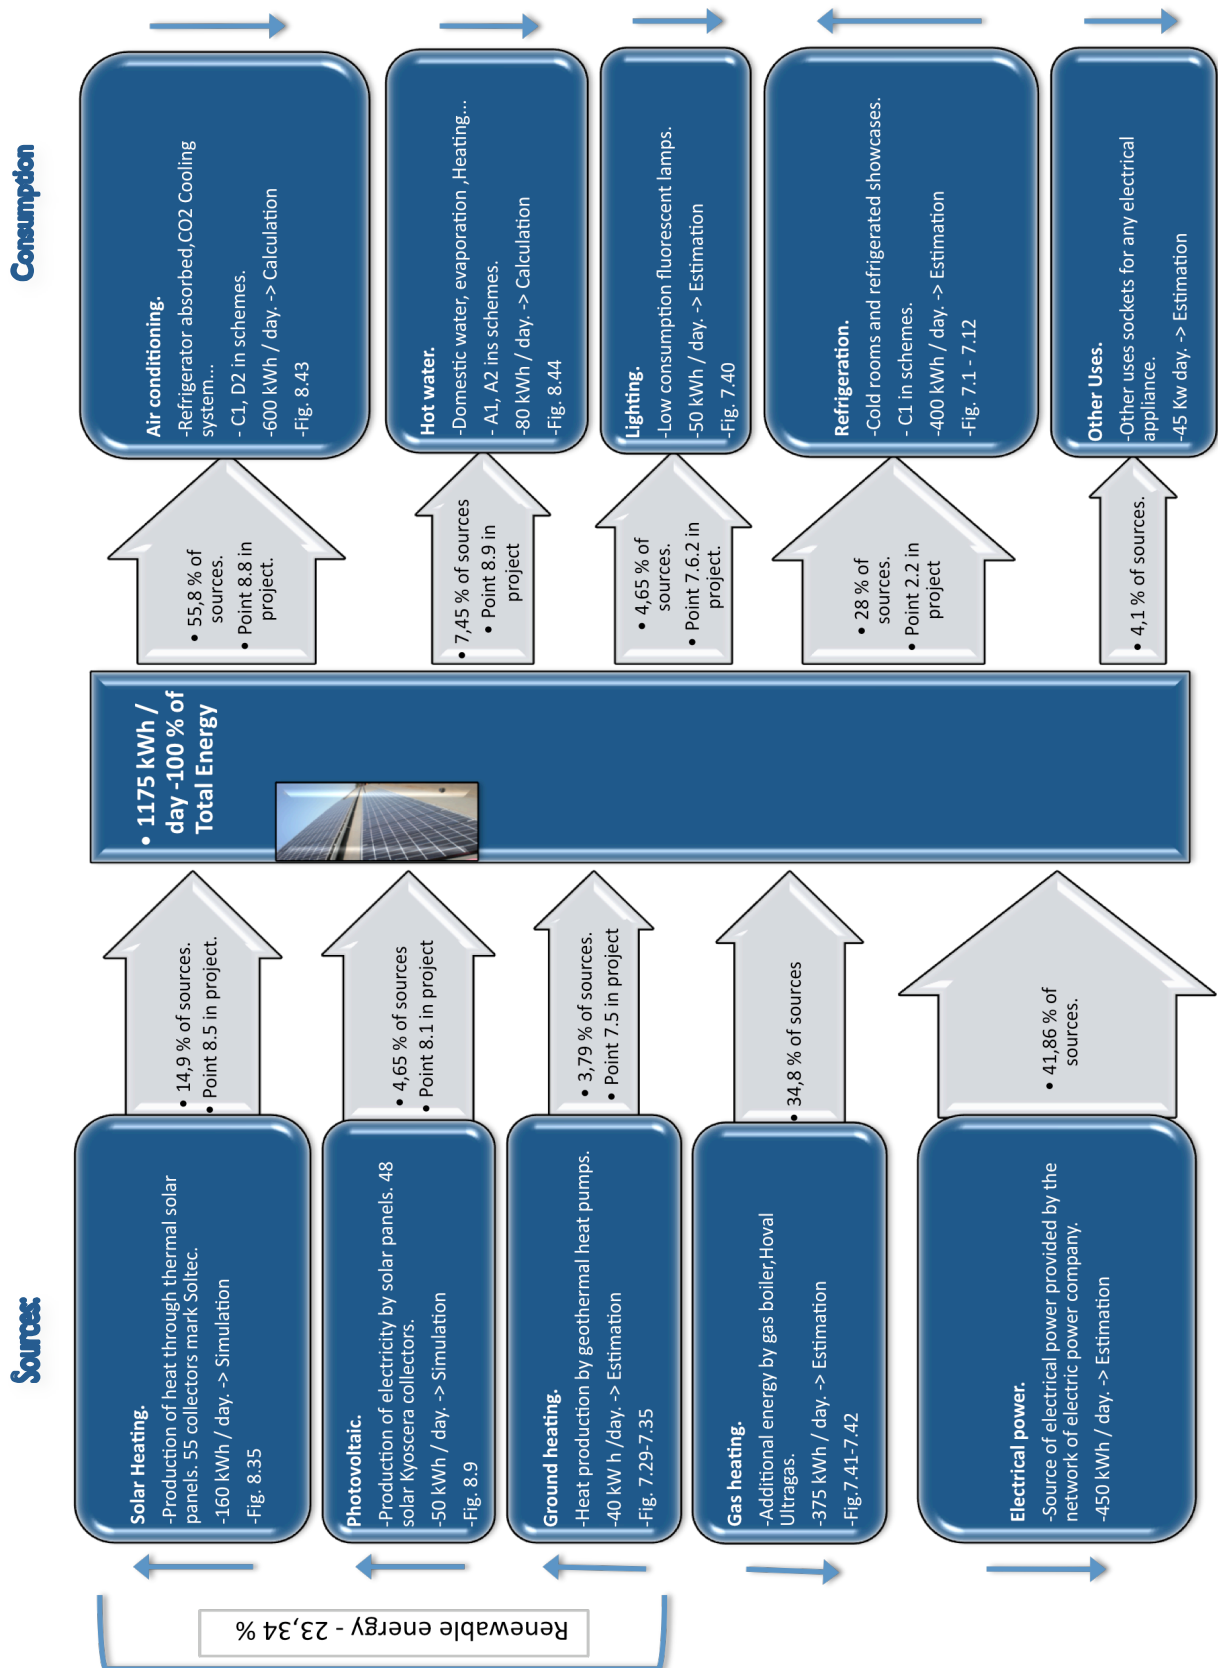 Sources:
Consumption
Renewable energy - 23,34 %
Solar Heating.
-Production of heat through thermal solar
panels. 55 collectors mark Soltec.
-160 kWh / day. -> Simulation
-Fig. 8.35
• 14,9 % of sources.
• Point 8.5 in project.
Photovoltaic.
-Production of electricity by solar panels. 48
solar Kyoscera collectors.
-50 kWh / day. -> Simulation
-Fig. 8.9
• 4,65 % of sources
• Point 8.1 in project
Ground heating.
-Heat production by geothermal heat pumps.
-40 kW h /day. -> Estimation
-Fig. 7.29-7.35
• 3,79 % of sources.
• Point 7.5 in project
Gas heating.
-Additional energy by gas boiler,Hoval
Ultragas.
-375 kWh / day. -> Estimation
-Fig.7.41-7.42
• 34,8 % of sources
Electrical power.
-Source of electrical power provided by the
network of electric power company.
-450 kWh / day. -> Estimation
• 41,86 % of
sources.
• 1175 kWh /
day -100 % of
Total Energy
• 55,8 % of
sources.
• Point 8.8 in
project.
Air conditioning.
-Refrigerator absorbed,CO2 Cooling
system...
- C1, D2 in schemes.
-600 kWh / day. -> Calculation
-Fig. 8.43
• 7,45 % of sources
• Point 8.9 in
project
Hot water.
-Domestic water, evaporation ,Heating...
- A1, A2 ins schemes.
-80 kWh / day. -> Calculation
-Fig. 8.44
• 4,65 % of
sources.
• Point 7.6.2 in
project.
Lighting.
-Low consumption fluorescent lamps.
-50 kWh / day. -> Estimation
-Fig. 7.40
• 28 % of
sources.
• Point 2.2 in
project
Refrigeration.
-Cold rooms and refrigerated showcases.
- C1 in schemes.
-400 kWh / day. -> Estimation
-Fig. 7.1 - 7.12
• 4,1 % of sources.
Other Uses.
-Other uses sockets for any electrical
appliance.
-45 Kw day. -> Estimation